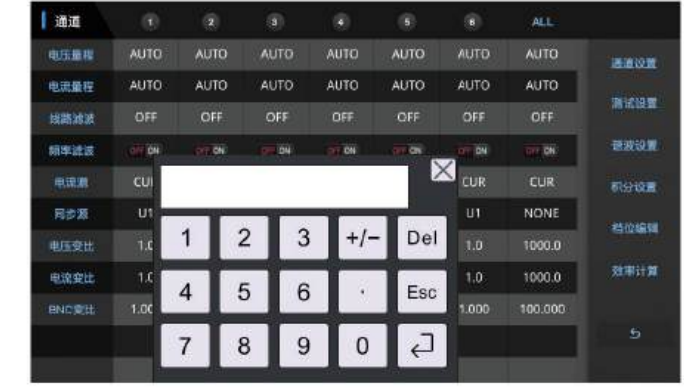 通道 1 2 3 4 5 6 ALL
电压量程 AUTO AUTO AUTO AUTO AUTO AUTO AUTO
电流量程 AUTO AUTO AUTO AUTO AUTO AUTO AUTO
线路滤波 OFF OFF OFF OFF OFF OFF OFF
频率滤波 OFF ON OFF ON OFF ON OFF ON OFF ON OFF ON OFF ON
电流源 CU CUR CUR
同步源 U1 U1 NONE
电压变比 1.0 1.0 1000.0
电流变比 1.0 1.0 1000.0
BNC变比 1.00 1.000 100.000
通道设置
测试设置
谐波设置
积分设置
档位编辑
效率计算
1 2 3 +/- Del
4 5 6 · Esc
7 8 9 0